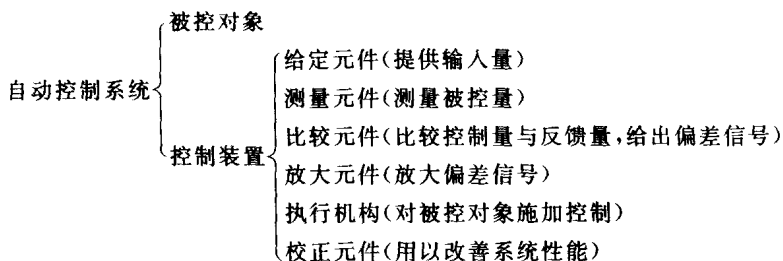 被控对象
给定元件(提供输入量)
测量元件(测量被控量)
自动控制系统
比较元件(比较控制量与反馈量,给出偏差信号)
控制装置
放大元件(放大偏差信号)
执行机构(对被控对象施加控制)
校正元件(用以改善系统性能)